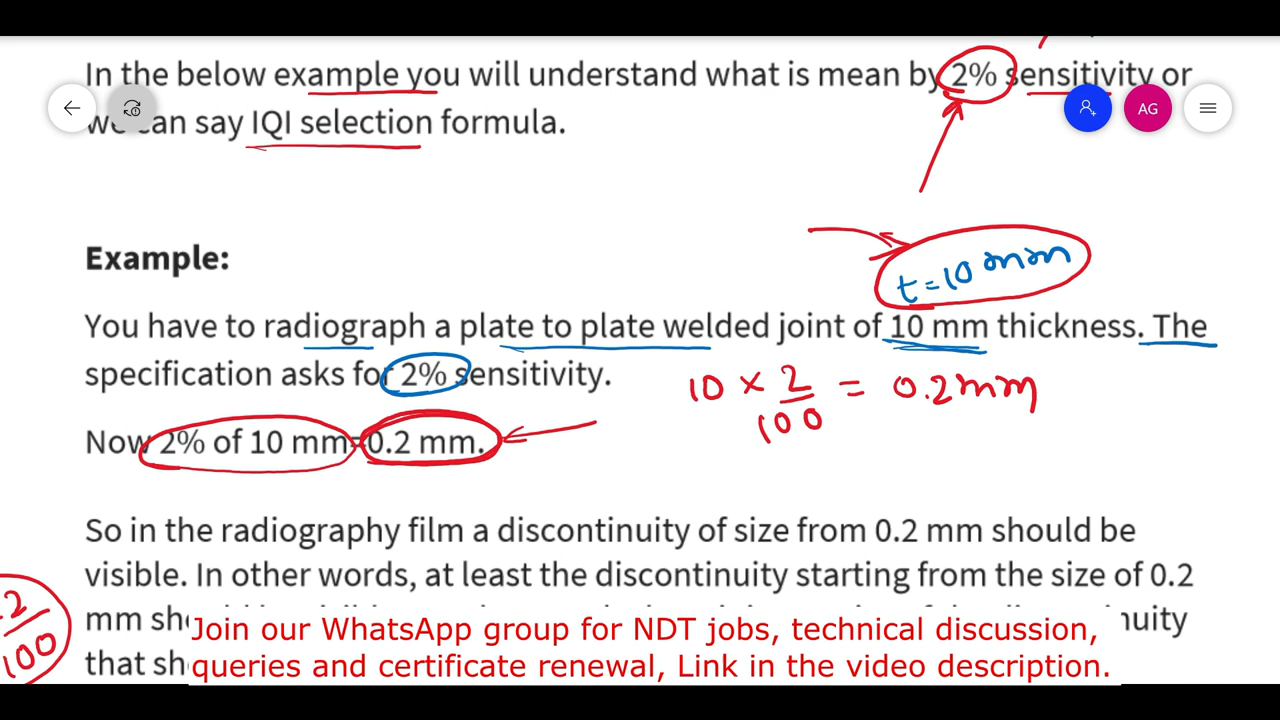 In the below example you will understand what is mean by 2% sensitivity or
we can say IQI selection formula.
AG
Example:
t=10 mm
You have to radiograph a plate to plate welded joint of 10 mm thickness. The
specification asks for 2% sensitivity.
10 × 2/100 = 0.2mm
Now 2% of 10 mm=0.2 mm.
So in the radiography film a discontinuity of size from 0.2 mm should be
visible. In other words, at least the discontinuity starting from the size of 0.2
mm
2/100
that
Join our WhatsApp group for NDT jobs, technical discussion,
queries and certificate renewal, Link in the video description.